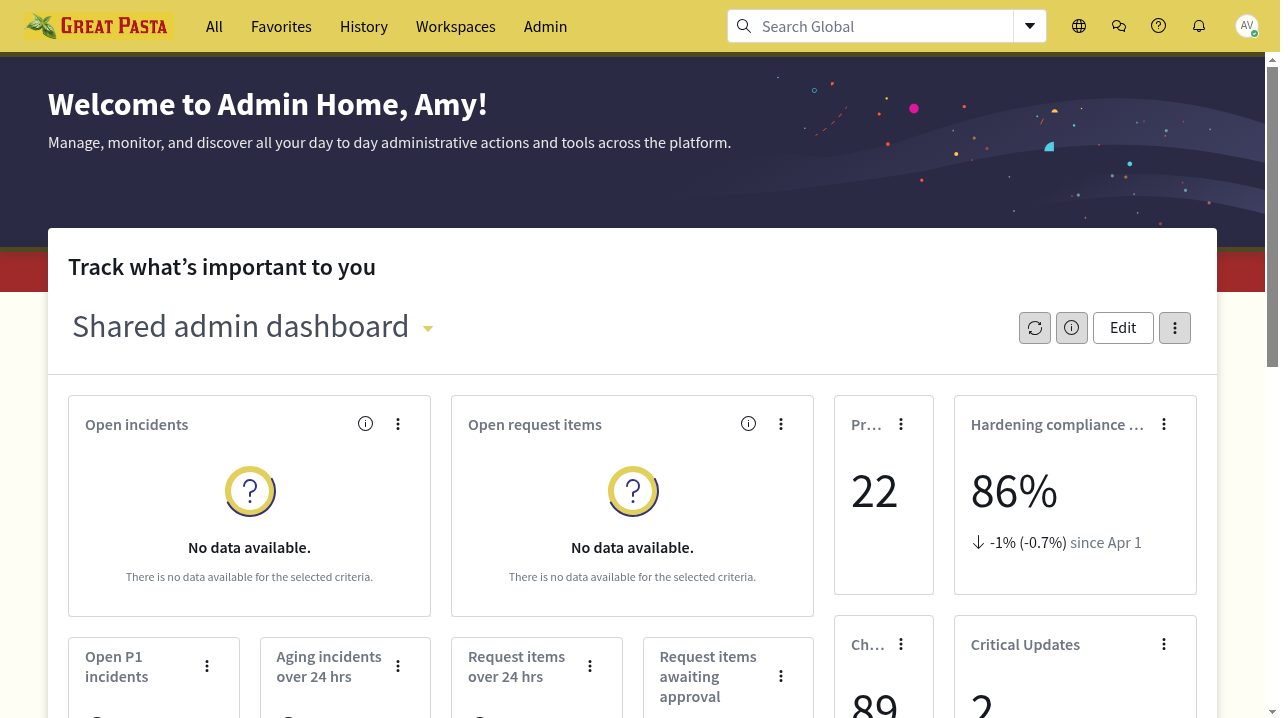 GREAT PASTA
All
Favorites
History
Workspaces
Admin
Search Global
AV
Welcome to Admin Home, Amy!
Manage, monitor, and discover all your day to day administrative actions and tools across the platform.
Track what's important to you
Shared admin dashboard
Edit
Open incidents
No data available.
There is no data available for the selected criteria.
Open request items
No data available.
There is no data available for the selected criteria.
Pr…
22
Hardening compliance …
86%
-1% (-0.7%) since Apr 1
Open P1
incidents
Aging incidents
over 24 hrs
Request items
over 24 hrs
Request items
awaiting
approval
Ch…
89
Critical Updates
2